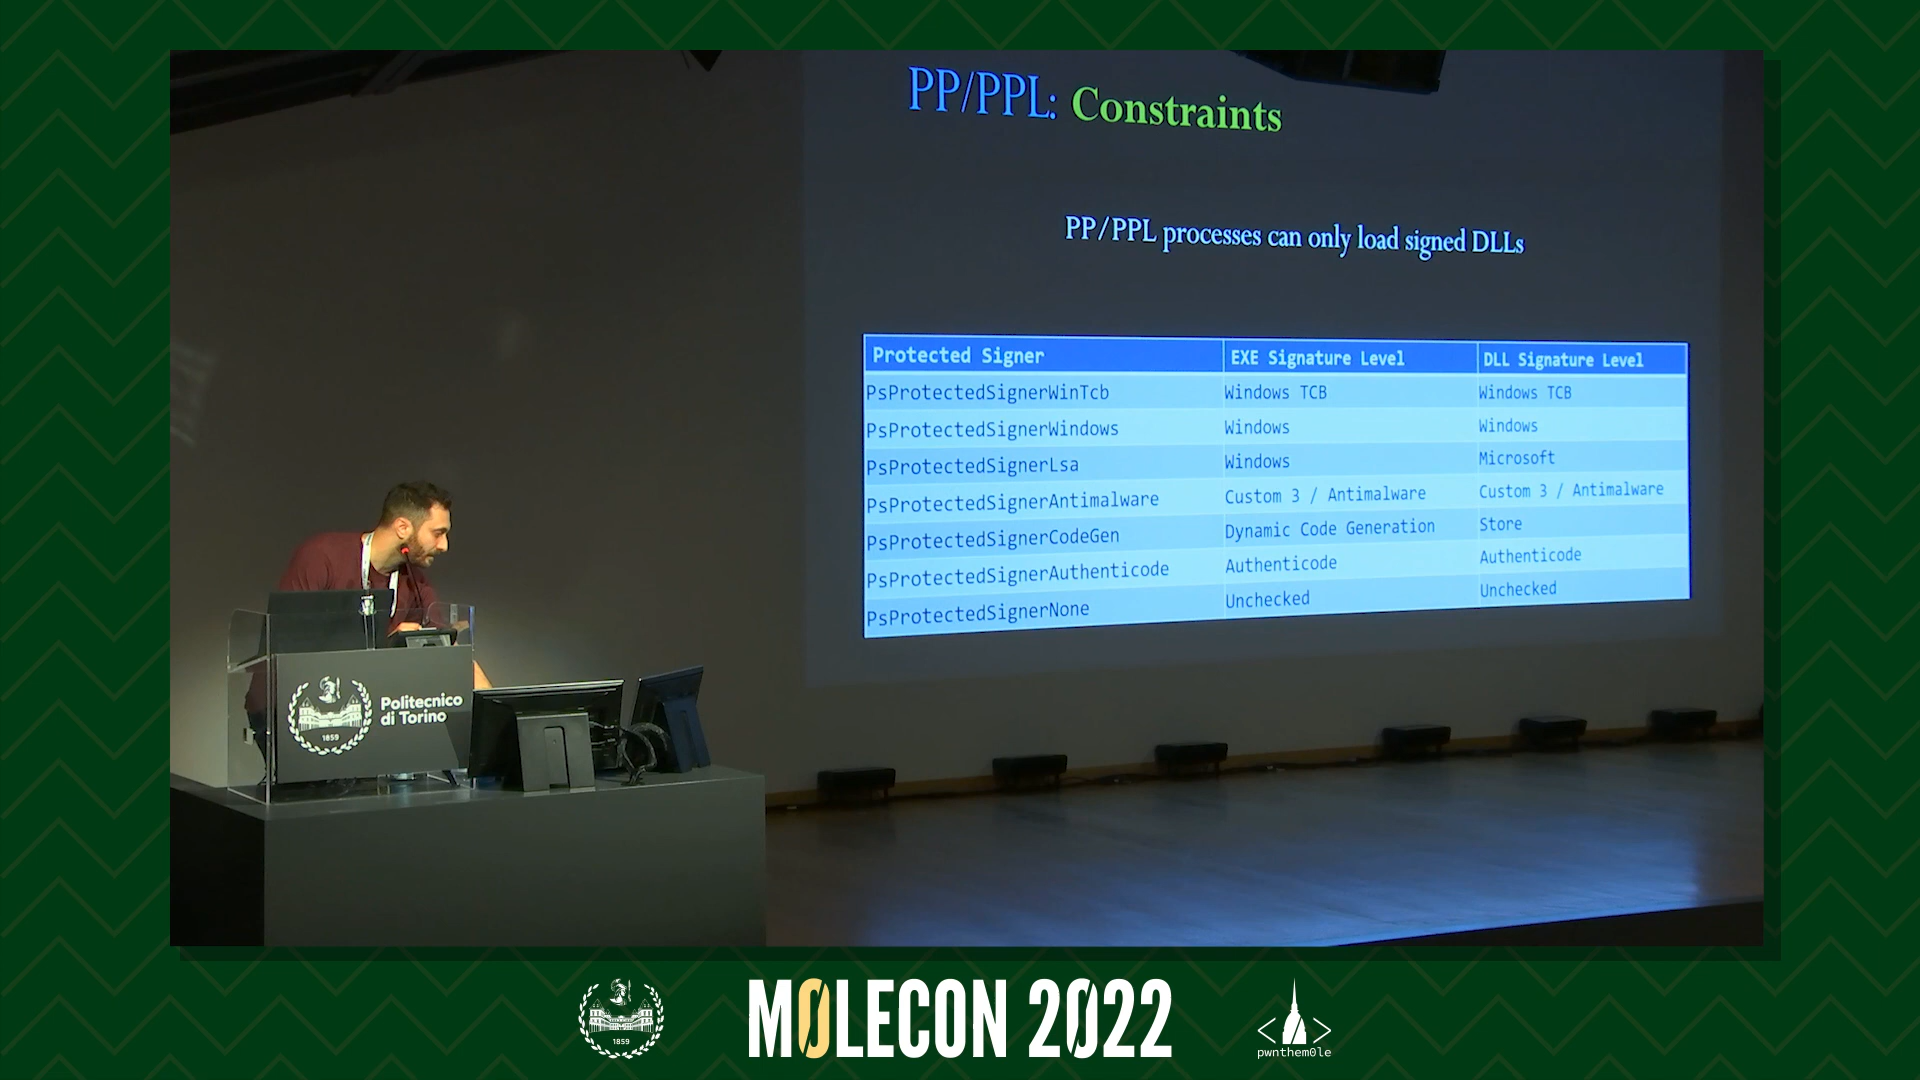 PP/PPL: Constraints
PP/PPL processes can only load signed DLLs
Protected Signer EXE Signature Level DLL Signature Level
PsProtectedSignerWinTcb Windows TCB Windows TCB
PsProtectedSignerWindows Windows Windows
PsProtectedSignerLsa Windows Microsoft
PsProtectedSignerAntimalware Custom 3 / Antimalware Custom 3 / Antimalware
PsProtectedSignerCodeGen Dynamic Code Generation Store
PsProtectedSignerAuthenticode Authenticode Authenticode
PsProtectedSignerNone Unchecked Unchecked
Politecnico
di Torino
1859
1859
M0LECON 2022
pwnthem0le